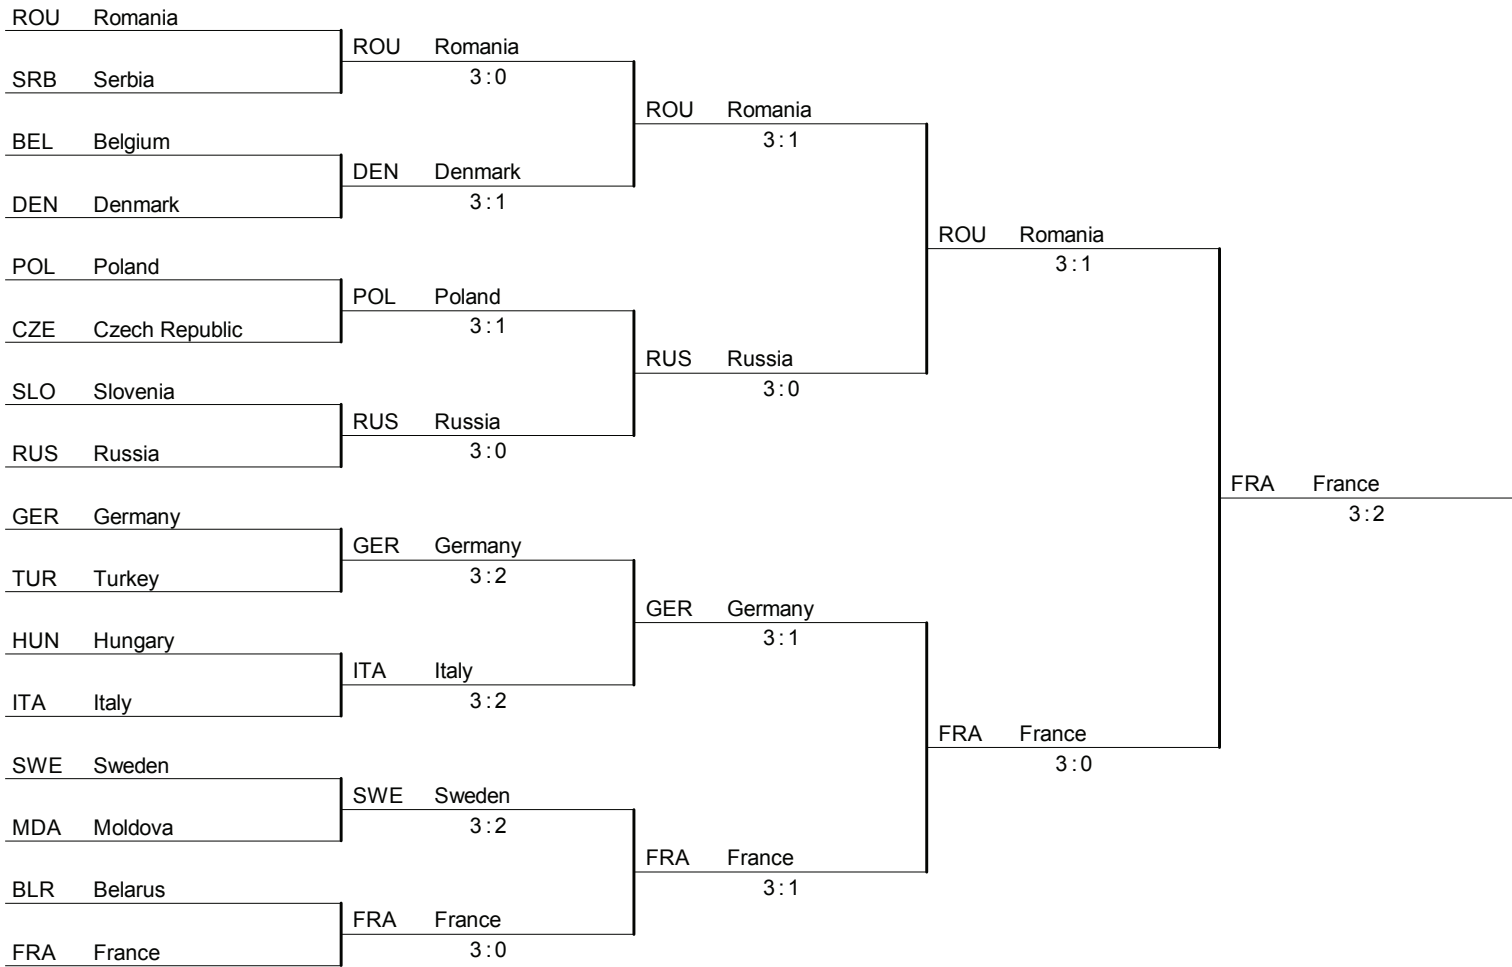 ROU Romania
ROU Romania
3:0
SRB Serbia
ROU Romania
3:1
BEL Belgium
DEN Denmark
3:1
DEN Denmark
ROU Romania
3:1
POL Poland
POL Poland
3:1
CZE Czech Republic
RUS Russia
3:0
SLO Slovenia
RUS Russia
3:0
RUS Russia
FRA France
3:2
GER Germany
GER Germany
3:2
TUR Turkey
GER Germany
3:1
HUN Hungary
ITA Italy
3:2
ITA Italy
FRA France
3:0
SWE Sweden
SWE Sweden
3:2
MDA Moldova
FRA France
3:1
BLR Belarus
FRA France
3:0
FRA France